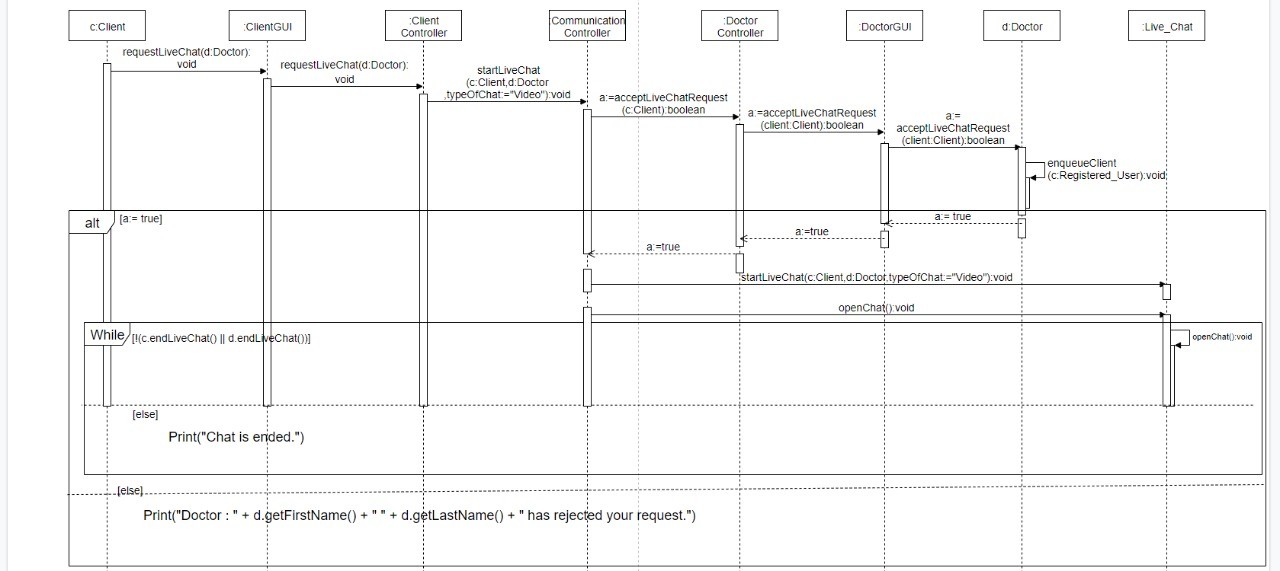 c:Client
:ClientGUI
:Client
Controller
:Communication
Controller
:Doctor
Controller
:DoctorGUI
d:Doctor
:Live_Chat
requestLiveChat(d:Doctor):
void
requestLiveChat(d:Doctor):
void
startLiveChat
(c:Client,d:Doctor
,typeOfChat:="Video"):void
a:=acceptLiveChatRequest
(c:Client):boolean
a:=acceptLiveChatRequest
(client:Client):boolean
a:=
acceptLiveChatRequest
(client:Client):boolean
enqueueClient
(c:Registered_User):void
alt
[a:= true]
a:= true
a:=true
a:=true
startLiveChat(c:Client,d:Doctor,typeOfChat:="Video"):void
openChat():void
While
[!(c.endLiveChat() || d.endLiveChat())]
openChat():void
[else]
Print("Chat is ended.")
[else]
Print("Doctor : " + d.getFirstName() + " " + d.getLastName() + " has rejected your request.")